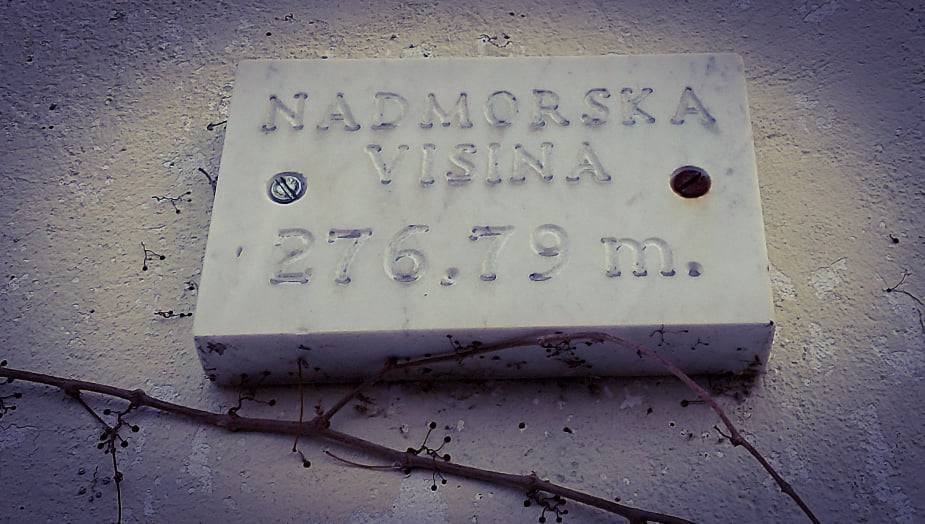 NADMORSKA
VISINA
276.79 m.